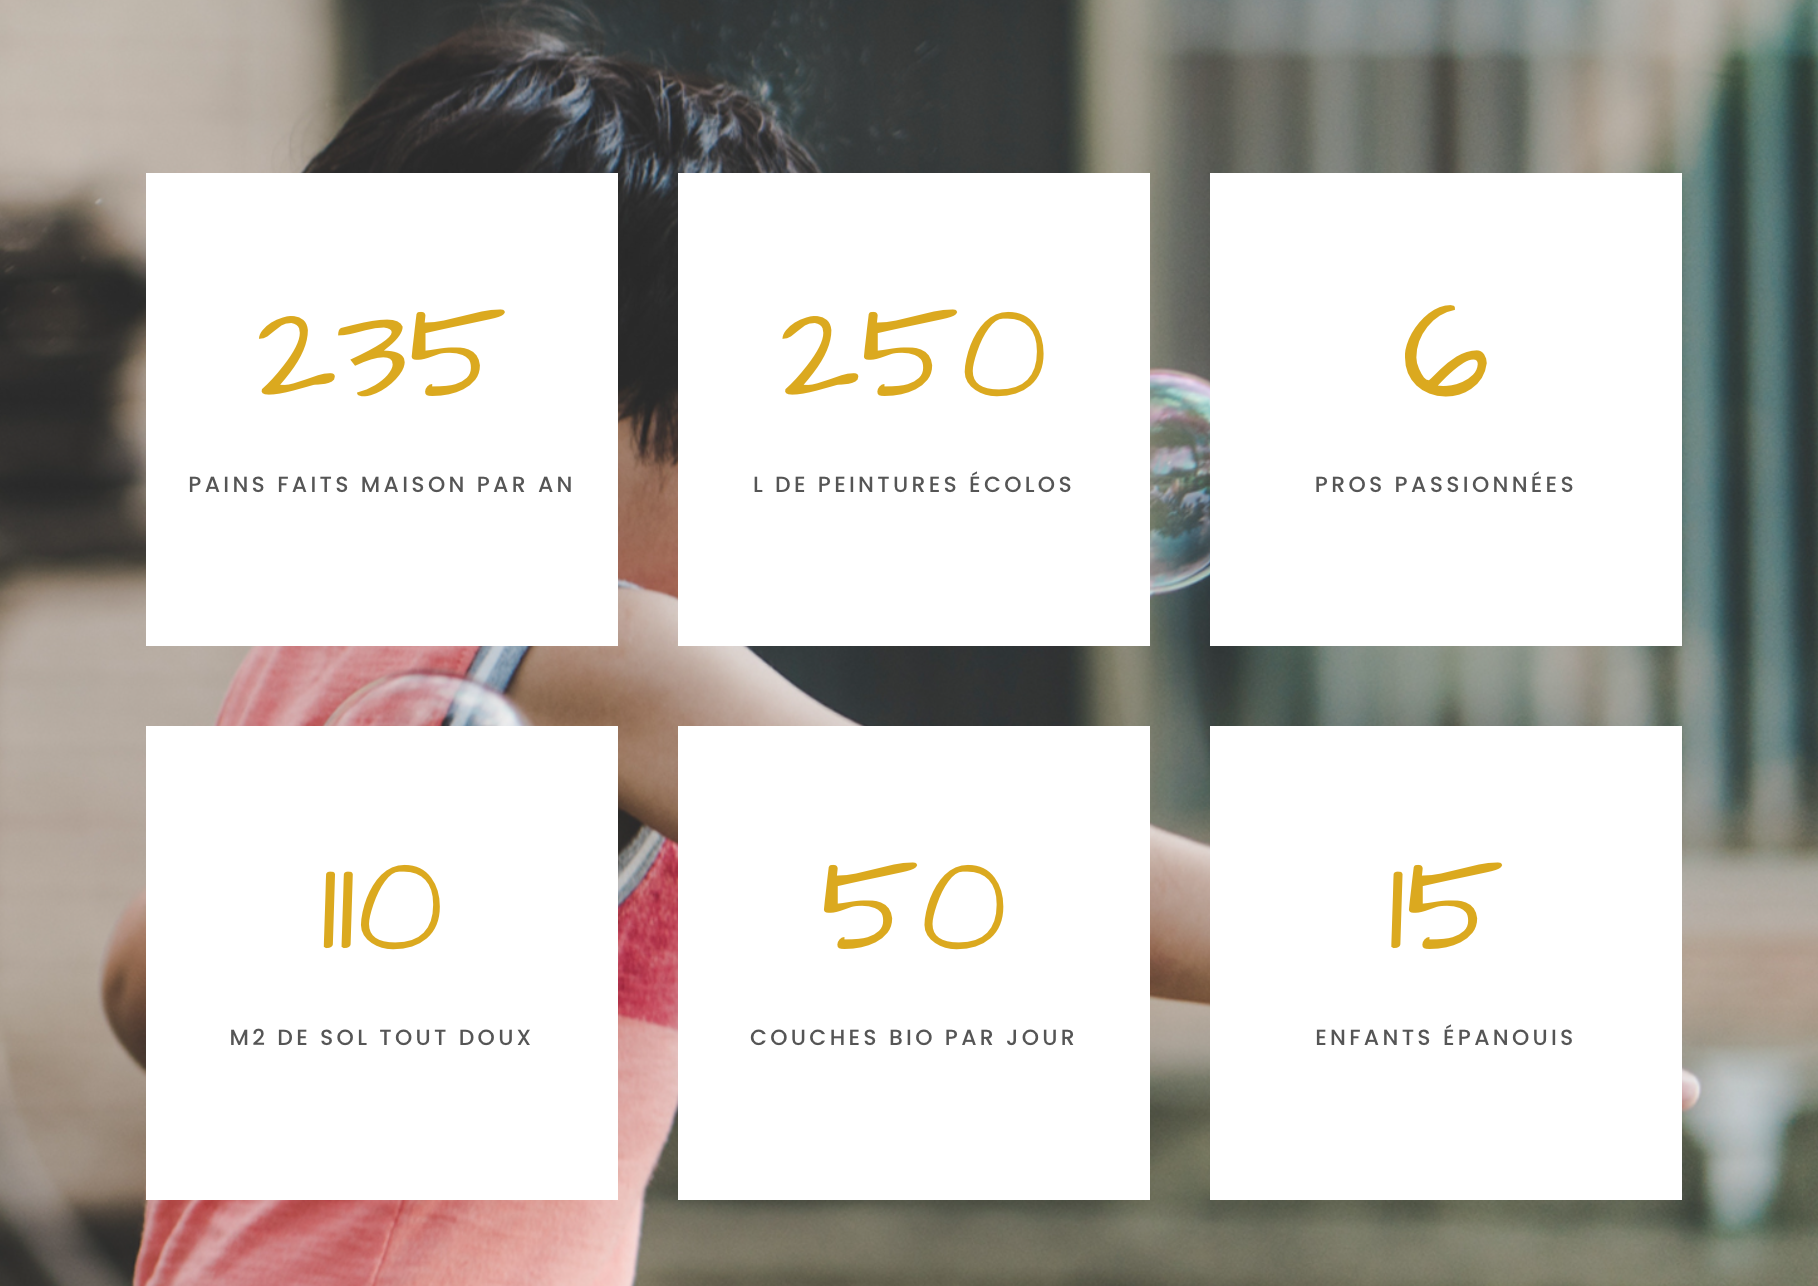 235
PAINS FAITS MAISON PAR AN
250
L DE PEINTURES ÉCOLOS
6
PROS PASSIONNÉES
110
M2 DE SOL TOUT DOUX
50
COUCHES BIO PAR JOUR
15
ENFANTS ÉPANOUIS